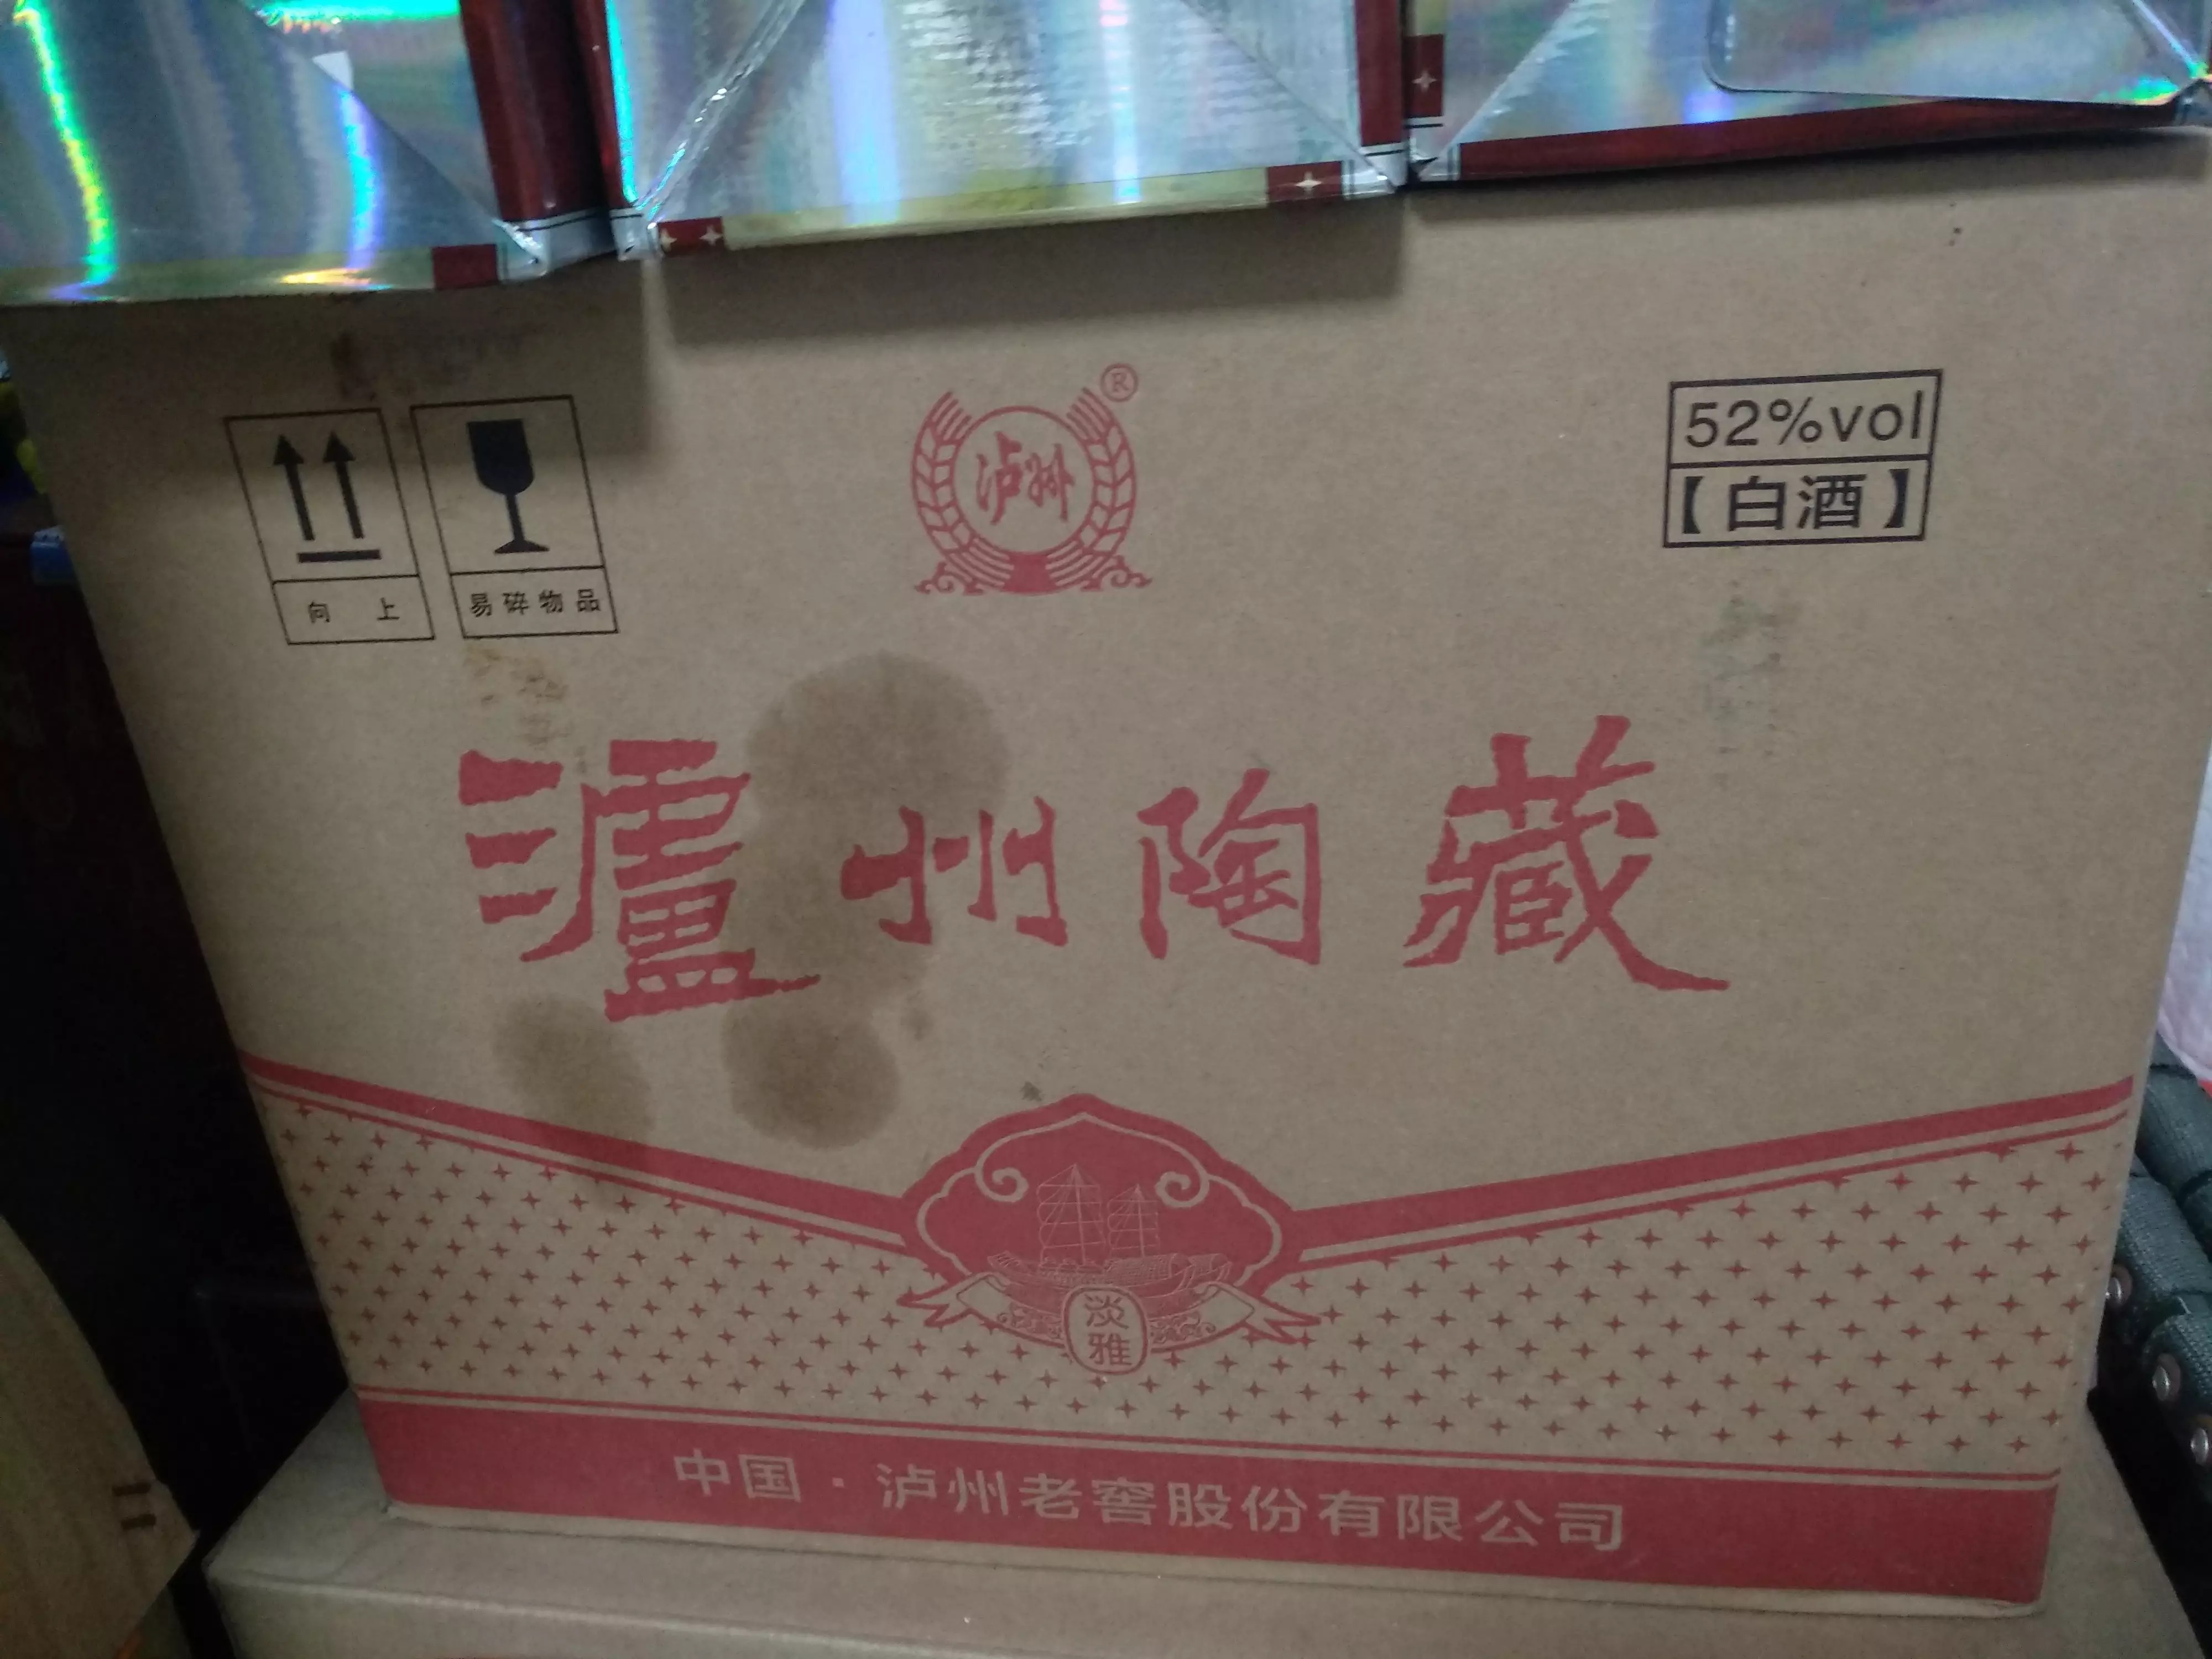 泸州
®
52%vol
【白酒】
向 上
易碎物品
瀘州陶藏
淡
雅
中国·泸州老窖股份有限公司